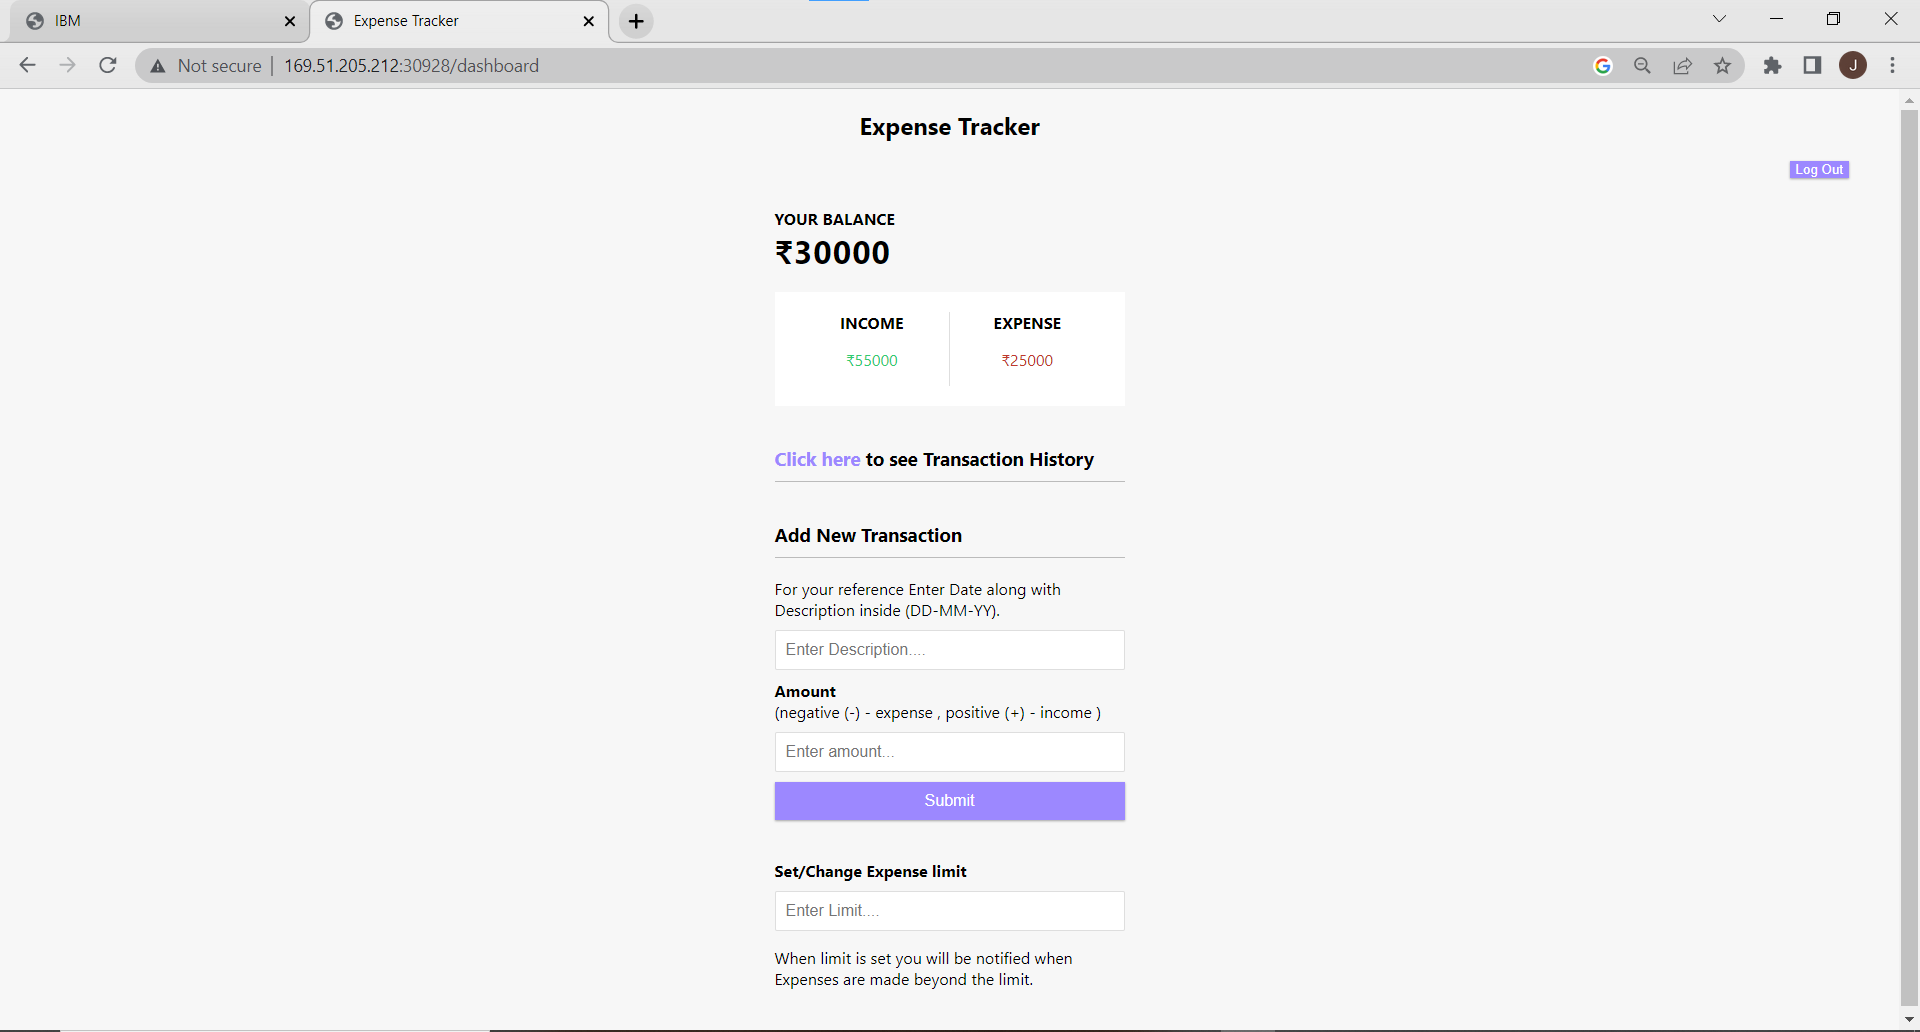 IBM
Expense Tracker
Not secure
169.51.205.212:30928/dashboard
J
Expense Tracker
Log Out
YOUR BALANCE
₹30000
INCOME
EXPENSE
₹55000
₹25000
Click here to see Transaction History
Add New Transaction
For your reference Enter Date along with
Description inside (DD-MM-YY).
Enter Description....
Amount
(negative (-) - expense , positive (+) - income )
Enter amount...
Submit
Set/Change Expense limit
Enter Limit....
When limit is set you will be notified when
Expenses are made beyond the limit.